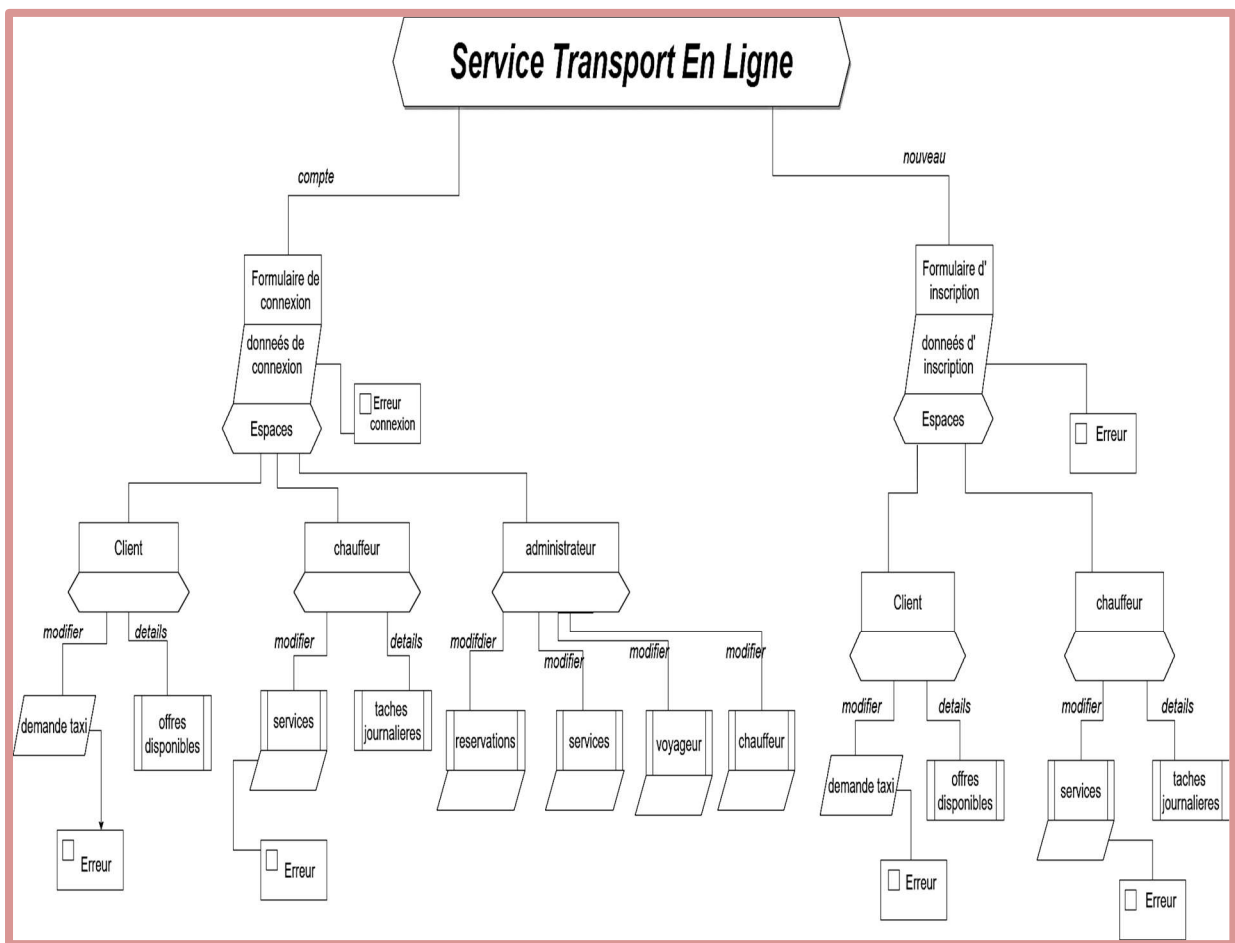 Service Transport En Ligne
compte
nouveau
Formulaire de
connexion
donneés de
connexion
Erreur
connexion
Espaces
Formulaire d'
inscription
donneés d'
inscription
Erreur
Espaces
Client
chauffeur
administrateur
modifier
details
modifier
details
modifdier
modifier
modifier
modifier
demande taxi
offres
disponibles
services
taches
journalieres
reservations
services
voyageur
chauffeur
Erreur
Erreur
Client
chauffeur
modifier
details
modifier
details
demande taxi
offres
disponibles
services
taches
journalieres
Erreur
Erreur